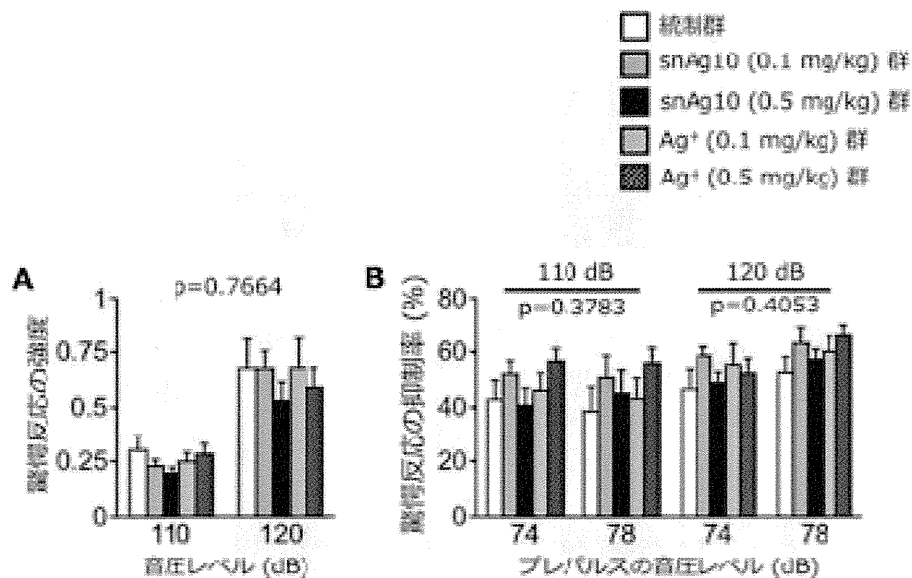 統制群
snAg10 (0.1 mg/kg) 群
snAg10 (0.5 mg/kg) 群
Ag⁺ (0.1 mg/kg) 群
Ag⁺ (0.5 mg/kg) 群
A
p=0.7664
驚愕反応の強度
1
0.75
0.5
0.25
0
110
120
音圧レベル (dB)
B
110 dB
120 dB
p=0.3783
p=0.4053
驚愕反応の抑制率 (%)
80
60
40
20
0
74
78
74
78
プレパルスの音圧レベル (dB)